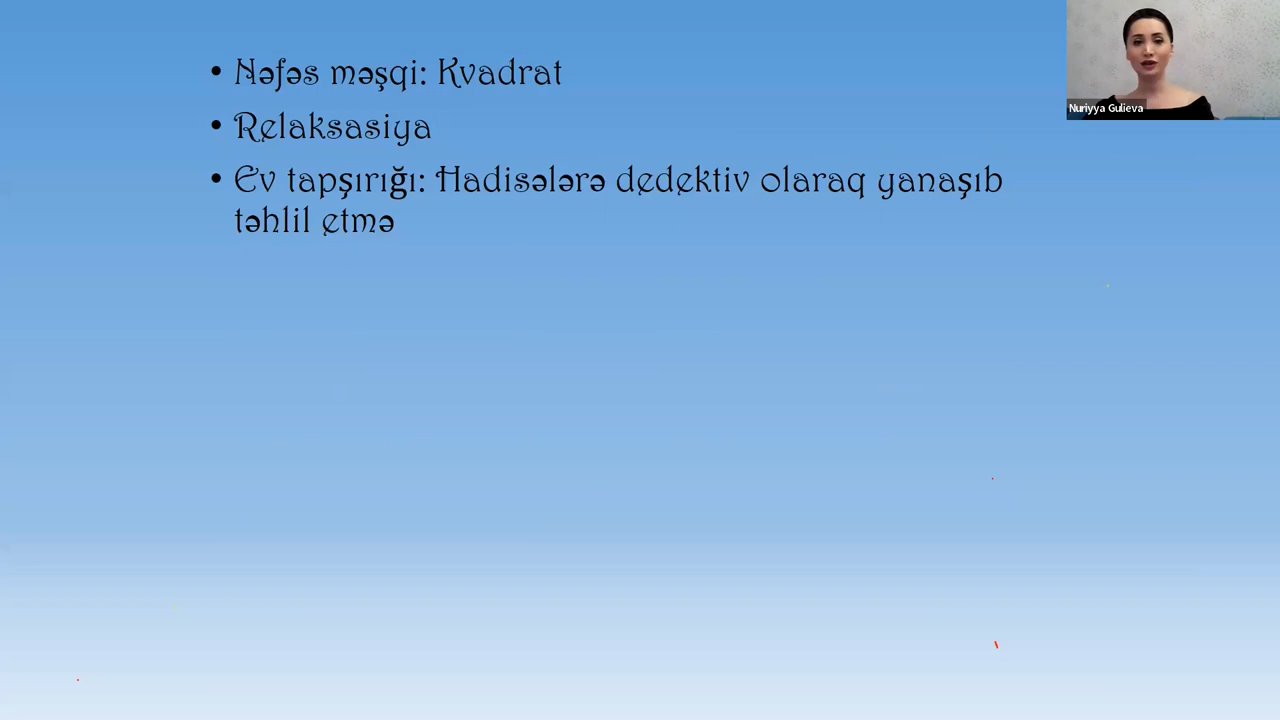 • Nəfəs məşqi: Kvadrat
• Relaksasiya
• Ev tapşırığı: Hadisələrə dedektiv olaraq yanaşıb
təhlil etmə
Nuriyya Gulieva